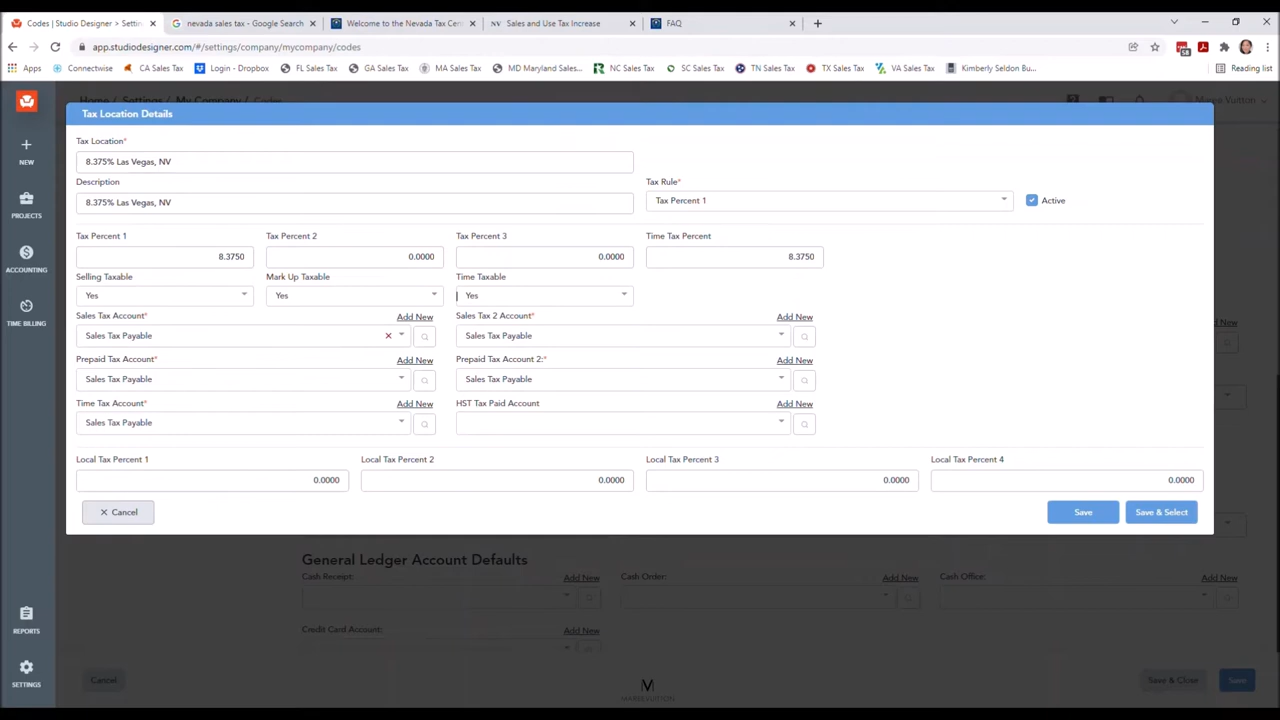 Codes | Studio Designer > Settin
nevada sales tax - Google Search
Welcome to the Nevada Tax Cent
NV Sales and Use Tax Increase
FAQ
app.studiodesigner.com/#/settings/company/mycompany/codes
58
Apps Connectwise CA Sales Tax Login - Dropbox FL Sales Tax GA Sales Tax MA Sales Tax MD Maryland Sales... NC Sales Tax SC Sales Tax TN Sales Tax TX Sales Tax VA Sales Tax Kimberly Seldon Bu... Reading list
Home / Settings / My Company / Codes
Vuitton
Tax Location Details
NEW
PROJECTS
ACCOUNTING
TIME BILLING
REPORTS
SETTINGS
Tax Location*
8.375% Las Vegas, NV
Description
8.375% Las Vegas, NV
Tax Rule*
Tax Percent 1
Active
Tax Percent 1 Tax Percent 2 Tax Percent 3 Time Tax Percent
8.3750 0.0000 0.0000 8.3750
Selling Taxable Mark Up Taxable Time Taxable
Yes Yes Yes
Sales Tax Account* Add New Sales Tax 2 Account* Add New
Sales Tax Payable Sales Tax Payable
Prepaid Tax Account* Add New Prepaid Tax Account 2:* Add New
Sales Tax Payable Sales Tax Payable
Time Tax Account* Add New HST Tax Paid Account Add New
Sales Tax Payable
Local Tax Percent 1 Local Tax Percent 2 Local Tax Percent 3 Local Tax Percent 4
0.0000 0.0000 0.0000 0.0000
Cancel Save Save & Select
General Ledger Account Defaults
Cash Receipt: Add New Cash Order: Add New Cash Office: Add New
Credit Card Account: Add New
Cancel Save & Close Save